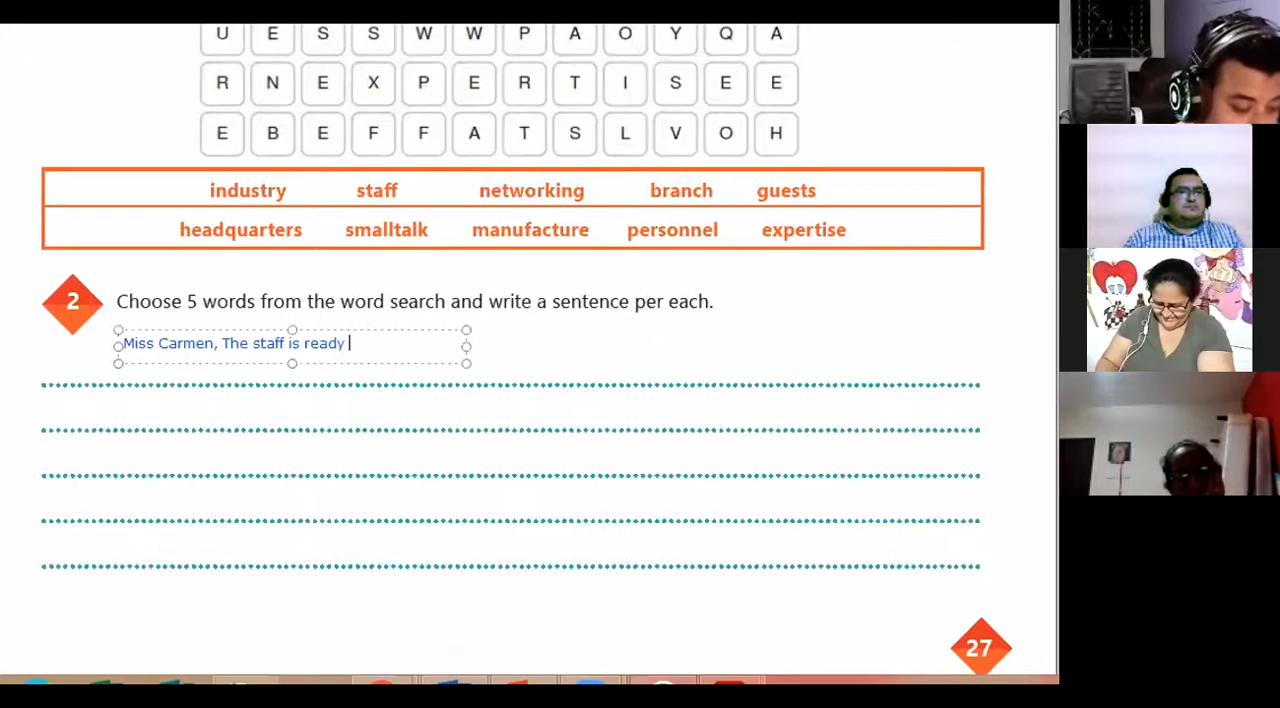 U E S S W W P A O Y Q A
R N E X P E R T I S E E
E B E F F A T S L V O H
industry staff networking branch guests
headquarters smalltalk manufacture personnel expertise
2 Choose 5 words from the word search and write a sentence per each.
Miss Carmen, The staff is ready
27